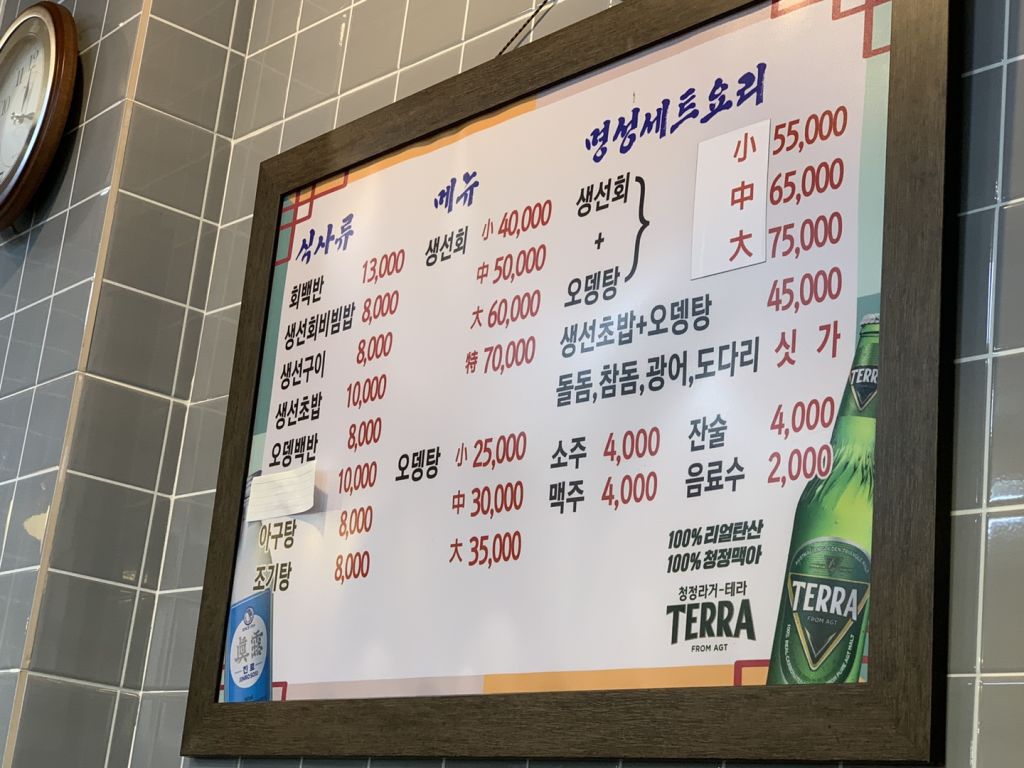 식사류
회백반 13,000
생선회비빔밥 8,000
생선구이 8,000
생선초밥 10,000
오뎅백반 8,000
10,000
아구탕 8,000
조기탕 8,000
메뉴
생선회 小 40,000
中 50,000
大 60,000
特 70,000
오뎅탕 小 25,000
中 30,000
大 35,000
명성세트요리
생선회
+
오뎅탕
小 55,000
中 65,000
大 75,000
생선초밥+오뎅탕 45,000
돌돔,참돔,광어,도다리 싯가
소주 4,000
맥주 4,000
잔술 4,000
음료수 2,000
100% 리얼탄산
100% 청정맥아
청정라거-테라
TERRA
FROM AGT
TERRA
TERRA
FROM AGT
眞露
진로